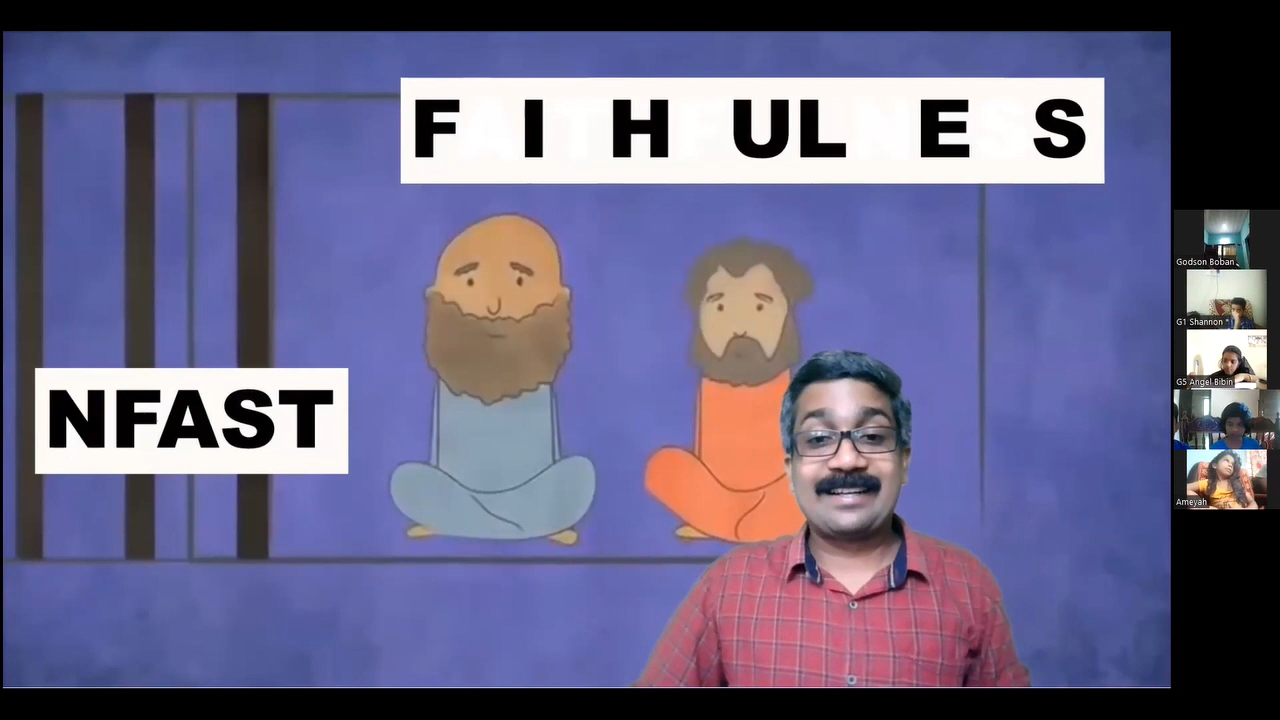 F I H UL E S
NFAST
Godson Boban
G1 Shannon
G5 Angel Bibin
Ameyah